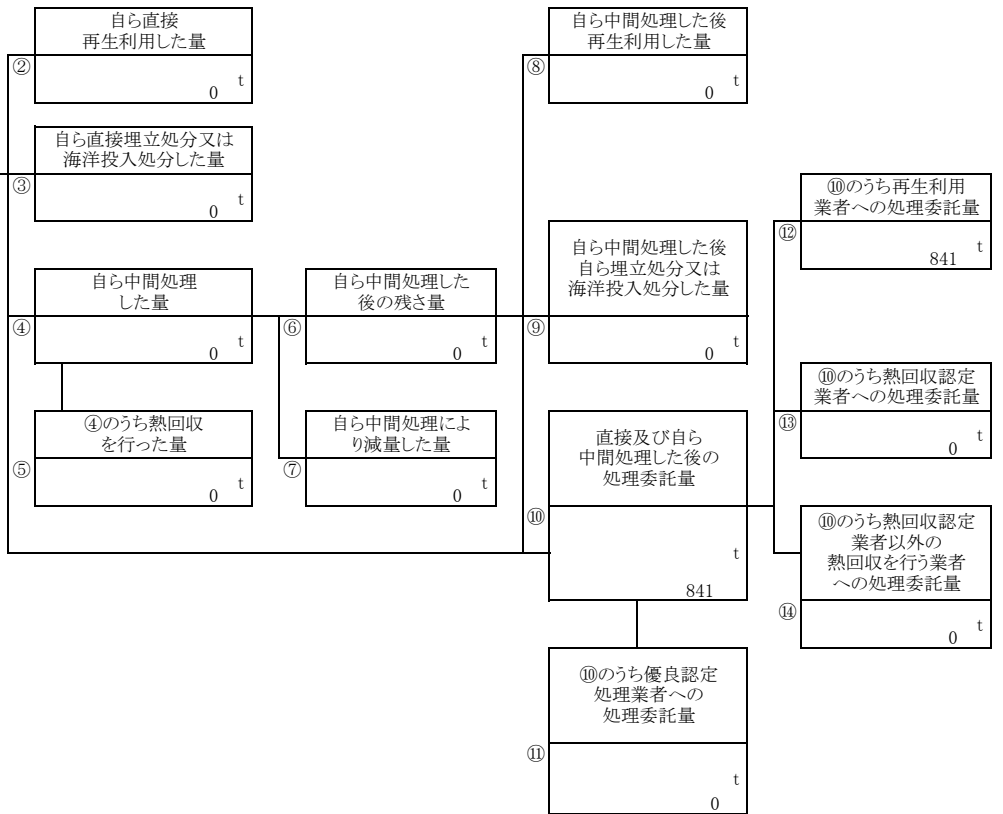 自ら直接
再生利用した量
②
t
0
自ら直接埋立処分又は
海洋投入処分した量
③
t
0
自ら中間処理
した量
④
t
0
④のうち熱回収
を行った量
⑤
t
0
自ら中間処理した
後の残さ量
⑥
t
0
自ら中間処理によ
り減量した量
⑦
t
0
自ら中間処理した後
再生利用した量
⑧
t
0
自ら中間処理した後
自ら埋立処分又は
海洋投入処分した量
⑨
t
0
直接及び自ら
中間処理した後の
処理委託量
⑩
t
841
⑩のうち優良認定
処理業者への
処理委託量
⑪
t
0
⑩のうち再生利用
業者への処理委託量
⑫
t
841
⑩のうち熱回収認定
業者への処理委託量
⑬
t
0
⑩のうち熱回収認定
業者以外の
熱回収を行う業者
への処理委託量
⑭
t
0